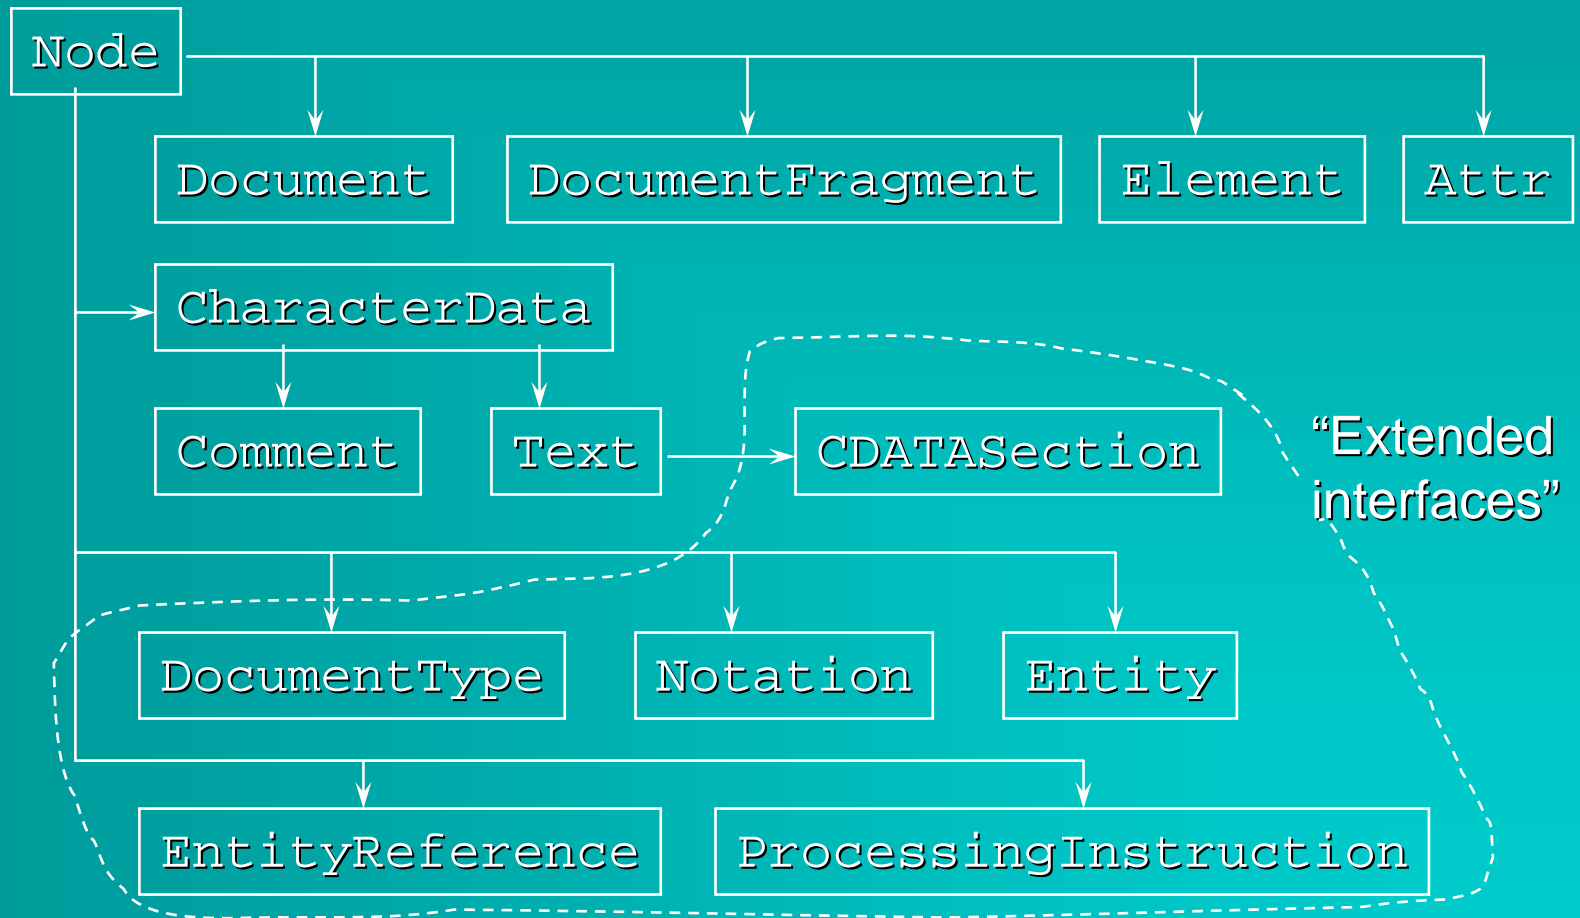 Node
Document
DocumentFragment
Element
Attr
CharacterData
Comment
Text
CDATASection
“Extended
interfaces”
DocumentType
Notation
Entity
EntityReference
ProcessingInstruction